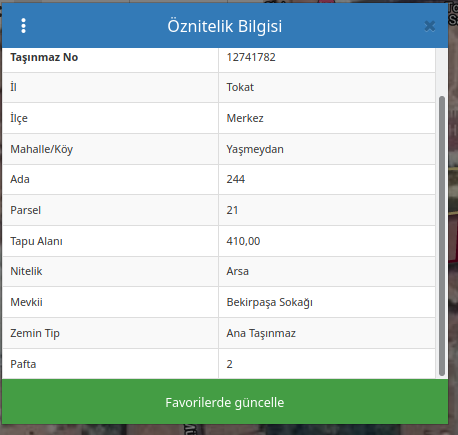 Öznitelik Bilgisi
Taşınmaz No 12741782
İl Tokat
İlçe Merkez
Mahalle/Köy Yaşmeydan
Ada 244
Parsel 21
Tapu Alanı 410,00
Nitelik Arsa
Mevkii Bekirpaşa Sokağı
Zemin Tip Ana Taşınmaz
Pafta 2
Favorilerde güncelle